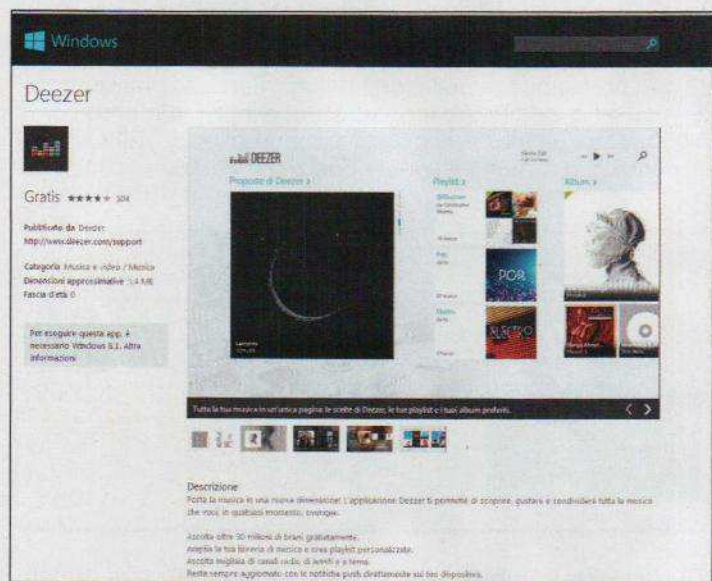 Windows
Deezer
Gratis
Pubblicato da Deezer
http://www.deezer.com/support
Categoria Musica e video / Musica
Dimensioni approssimative
Fascia d'età 0
Per eseguire questa app, è
necessario Windows 8.1. Altre
informazioni
DEEZER
Proposte di Deezer
Playlist
Album
POP
ELECTRO
Tutta la tua musica in un'unica pagina: le scelte di Deezer, le tue playlist e i tuoi album preferiti.
Descrizione
Porta la musica in una nuova dimensione! L'applicazione Deezer ti permette di scoprire, gustare e condividere tutta la musica
che vuoi, in qualsiasi momento, ovunque.
Ascolta oltre 30 milioni di brani gratuitamente.
Amplia la tua libreria di musica e crea playlist personalizzate.
Ascolta migliaia di canali radio, di artisti e a tema.
Resta sempre aggiornato con le notifiche push direttamente sul tuo dispositivo.